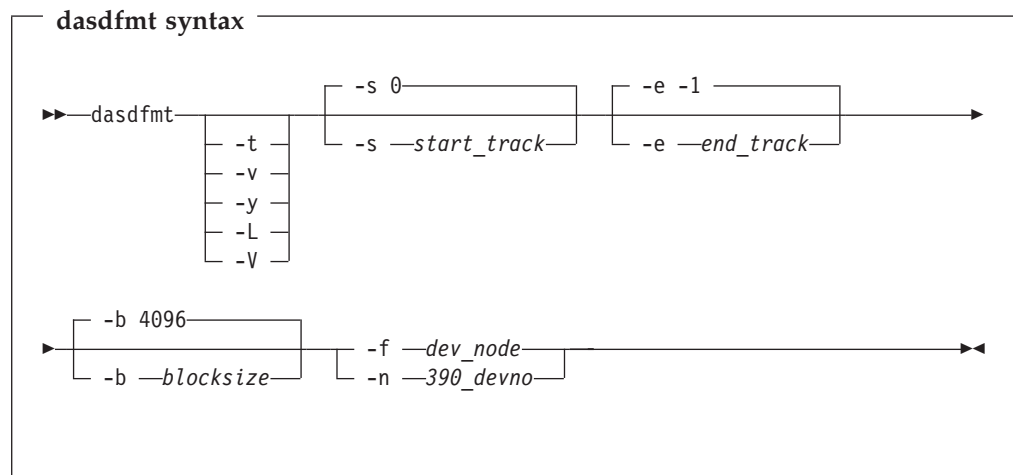 dasdfmt syntax
-s 0 -e -1
dasdfmt -s start_track -e end_track
-t
-v
-y
-L
-V
-b 4096
-f dev_node
-b blocksize -n 390_devno